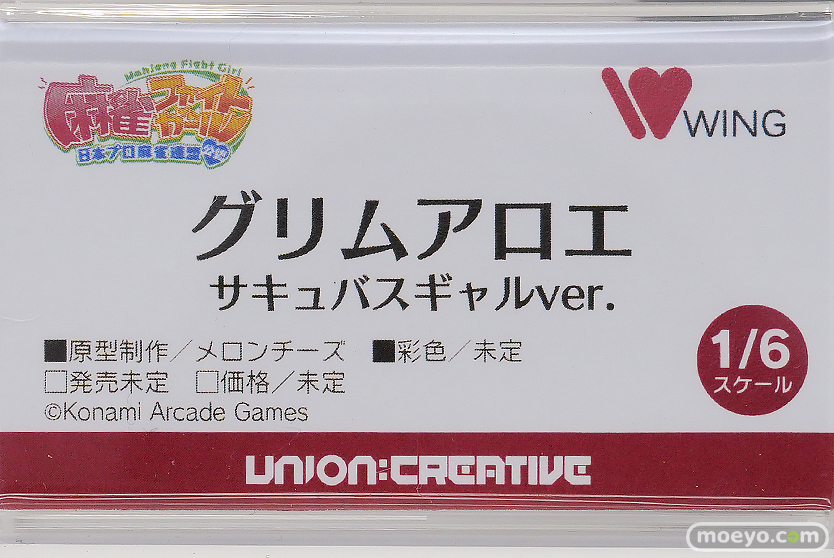 Mahjong Fight Girl
麻雀ファイトガール
日本プロ麻雀連盟公認
WING
グリムアロエ
サキュバスギャルver.
■原型制作／メロンチーズ ■彩色／未定
□発売未定 □価格／未定
©Konami Arcade Games
1/6
スケール
UNION:CREATIVE
moeyo.com